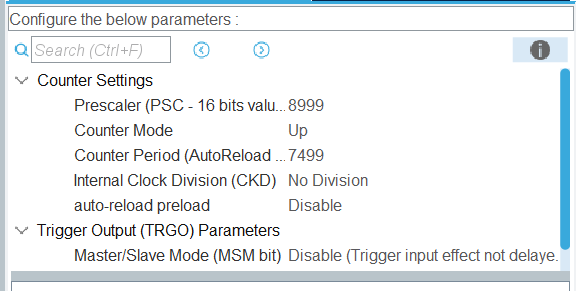 Configure the below parameters :
Search (Ctrl+F)
Counter Settings
Prescaler (PSC - 16 bits valu... 8999
Counter Mode Up
Counter Period (AutoReload ... 7499
Internal Clock Division (CKD) No Division
auto-reload preload Disable
Trigger Output (TRGO) Parameters
Master/Slave Mode (MSM bit) Disable (Trigger input effect not delaye.